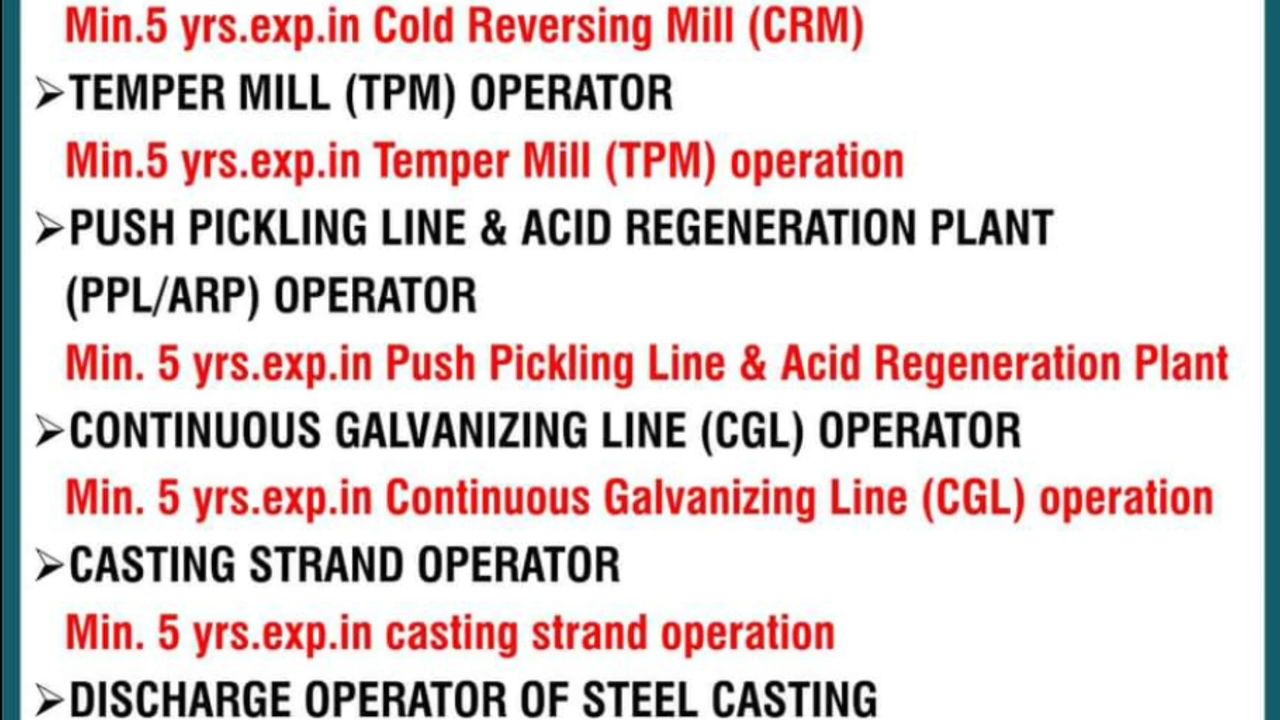 Min.5 yrs.exp.in Cold Reversing Mill (CRM)
➢TEMPER MILL (TPM) OPERATOR
Min.5 yrs.exp.in Temper Mill (TPM) operation
➢PUSH PICKLING LINE & ACID REGENERATION PLANT
(PPL/ARP) OPERATOR
Min. 5 yrs.exp.in Push Pickling Line & Acid Regeneration Plant
➢CONTINUOUS GALVANIZING LINE (CGL) OPERATOR
Min. 5 yrs.exp.in Continuous Galvanizing Line (CGL) operation
➢CASTING STRAND OPERATOR
Min. 5 yrs.exp.in casting strand operation
➢DISCHARGE OPERATOR OF STEEL CASTING